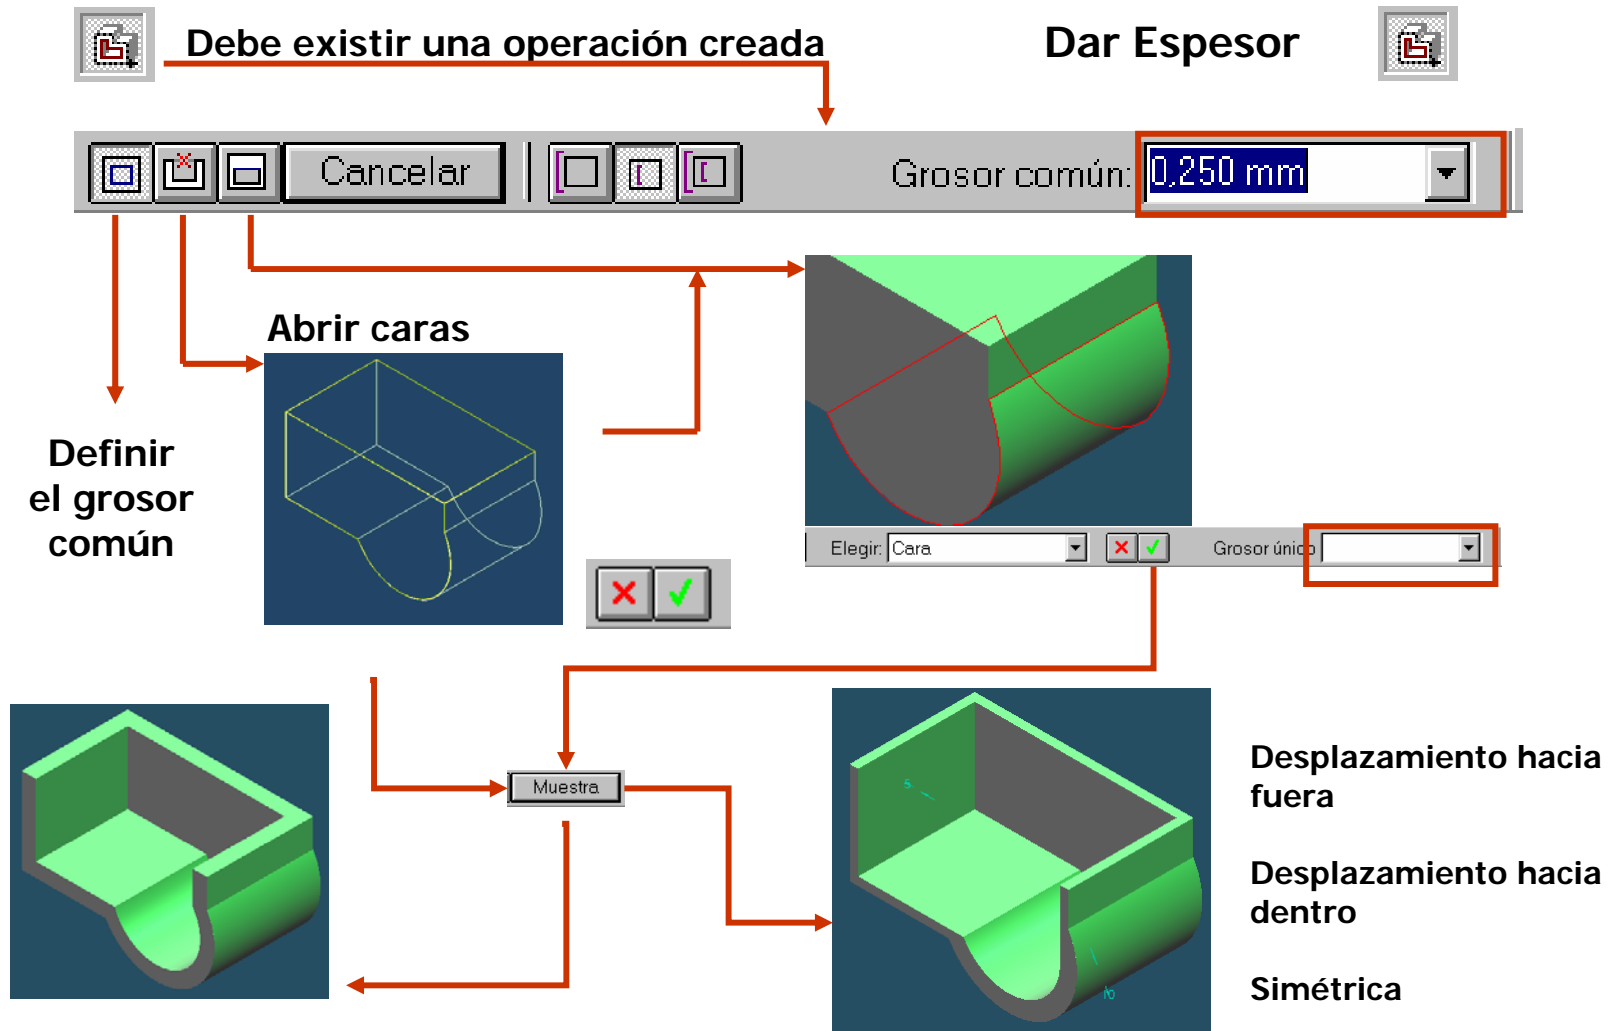 Debe existir una operación creada
Dar Espesor
Cancelar
Grosor común:
0,250 mm
Abrir caras
Definir
el grosor
común
Elegir: Cara
Grosor único
Muestra
Desplazamiento hacia
fuera
Desplazamiento hacia
dentro
Simétrica